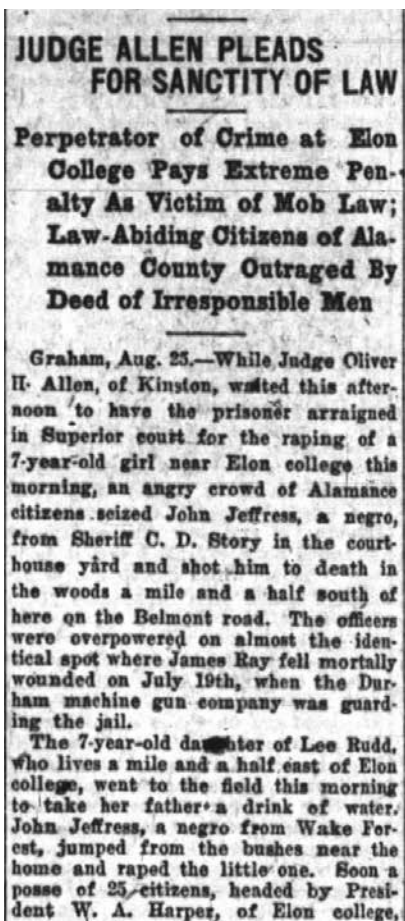 JUDGE ALLEN PLEADS
FOR SANCTITY OF LAW
Perpetrator of Crime at Elon
College Pays Extreme Pen-
alty As Victim of Mob Law;
Law-Abiding Citizens of Ala-
mance County Outraged By
Deed of Irresponsible Men
Graham, Aug. 25.—While Judge Oliver
H. Allen, of Kinston, waited this after-
noon to have the prisoner arraigned
in Superior court for the raping of a
7-year-old girl near Elon college this
morning, an angry crowd of Alamance
citizens seized John Jeffress, a negro,
from Sheriff C. D. Story in the court-
house yard and shot him to death in
the woods a mile and a half south of
here on the Belmont road. The officers
were overpowered on almost the iden-
tical spot where James Ray fell mortally
wounded on July 19th, when the Dur-
ham machine gun company was guard-
ing the jail.
The 7-year-old daughter of Lee Rudd,
who lives a mile and a half east of Elon
college, went to the field this morning
to take her father a drink of water.
John Jeffress, a negro from Wake For-
est, jumped from the bushes near the
home and raped the little one. Soon a
posse of 25 citizens, headed by Presi-
dent W. A. Harper, of Elon college,